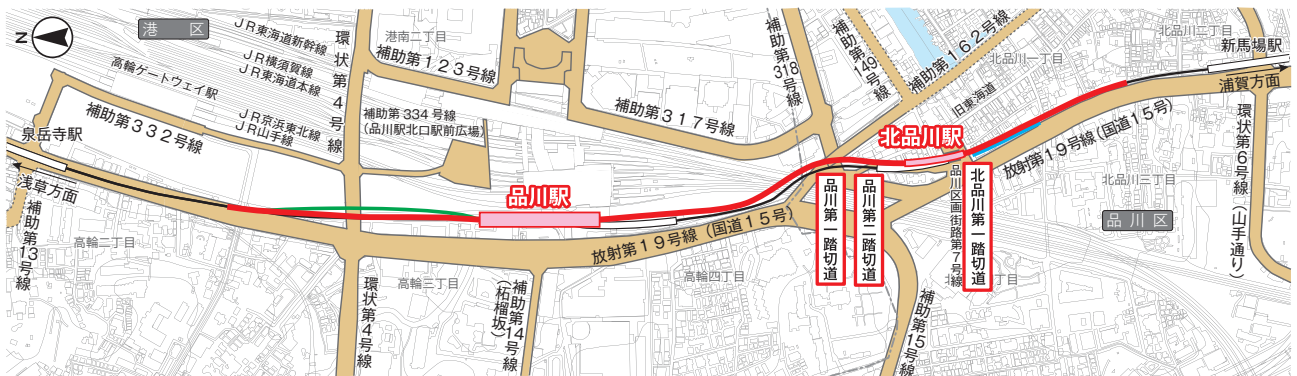 N
港 区
JR東海道新幹線
JR横須賀線
JR東海道本線
高輪ゲートウェイ駅
JR京浜東北線
JR山手線
環状第4号線
港南二丁目
補助第123号線
補助第334号線
(品川駅北口駅前広場)
補助第317号線
補助第318号線
補助第149号線
補助第162号線
北品川一丁目
旧東海道
北品川二丁目
新馬場駅
浦賀方面
泉岳寺駅
補助第332号線
浅草方面
補助第13号線
高輪二丁目
品川駅
北品川駅
放射第19号線(国道15号)
放射第19号線(国道15号)
環状第4号線
高輪三丁目
補助第14号線
(柘榴坂)
高輪四丁目
品川第一踏切道
品川第二踏切道
品川区画街路第7号線
北品川第一踏切道
補助第15号線
北品川三丁目
品 川 区
環状第6号線(山手通り)